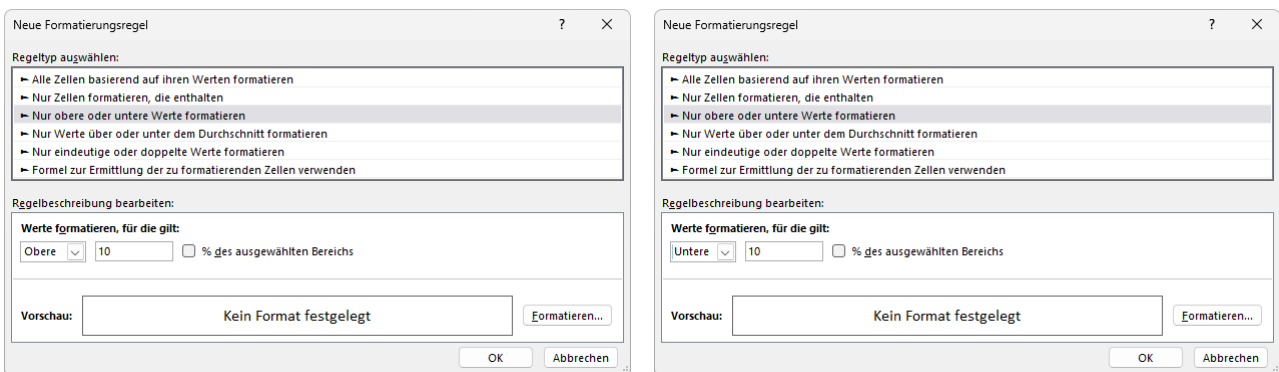 Neue Formatierungsregel ? ×
Regeltyp auswählen:
► Alle Zellen basierend auf ihren Werten formatieren
► Nur Zellen formatieren, die enthalten
► Nur obere oder untere Werte formatieren
► Nur Werte über oder unter dem Durchschnitt formatieren
► Nur eindeutige oder doppelte Werte formatieren
► Formel zur Ermittlung der zu formatierenden Zellen verwenden
Regelbeschreibung bearbeiten:
Werte formatieren, für die gilt:
Obere 10 % des ausgewählten Bereichs
Vorschau: Kein Format festgelegt Formatieren...
OK Abbrechen
Neue Formatierungsregel ? ×
Regeltyp auswählen:
► Alle Zellen basierend auf ihren Werten formatieren
► Nur Zellen formatieren, die enthalten
► Nur obere oder untere Werte formatieren
► Nur Werte über oder unter dem Durchschnitt formatieren
► Nur eindeutige oder doppelte Werte formatieren
► Formel zur Ermittlung der zu formatierenden Zellen verwenden
Regelbeschreibung bearbeiten:
Werte formatieren, für die gilt:
Untere 10 % des ausgewählten Bereichs
Vorschau: Kein Format festgelegt Formatieren...
OK Abbrechen